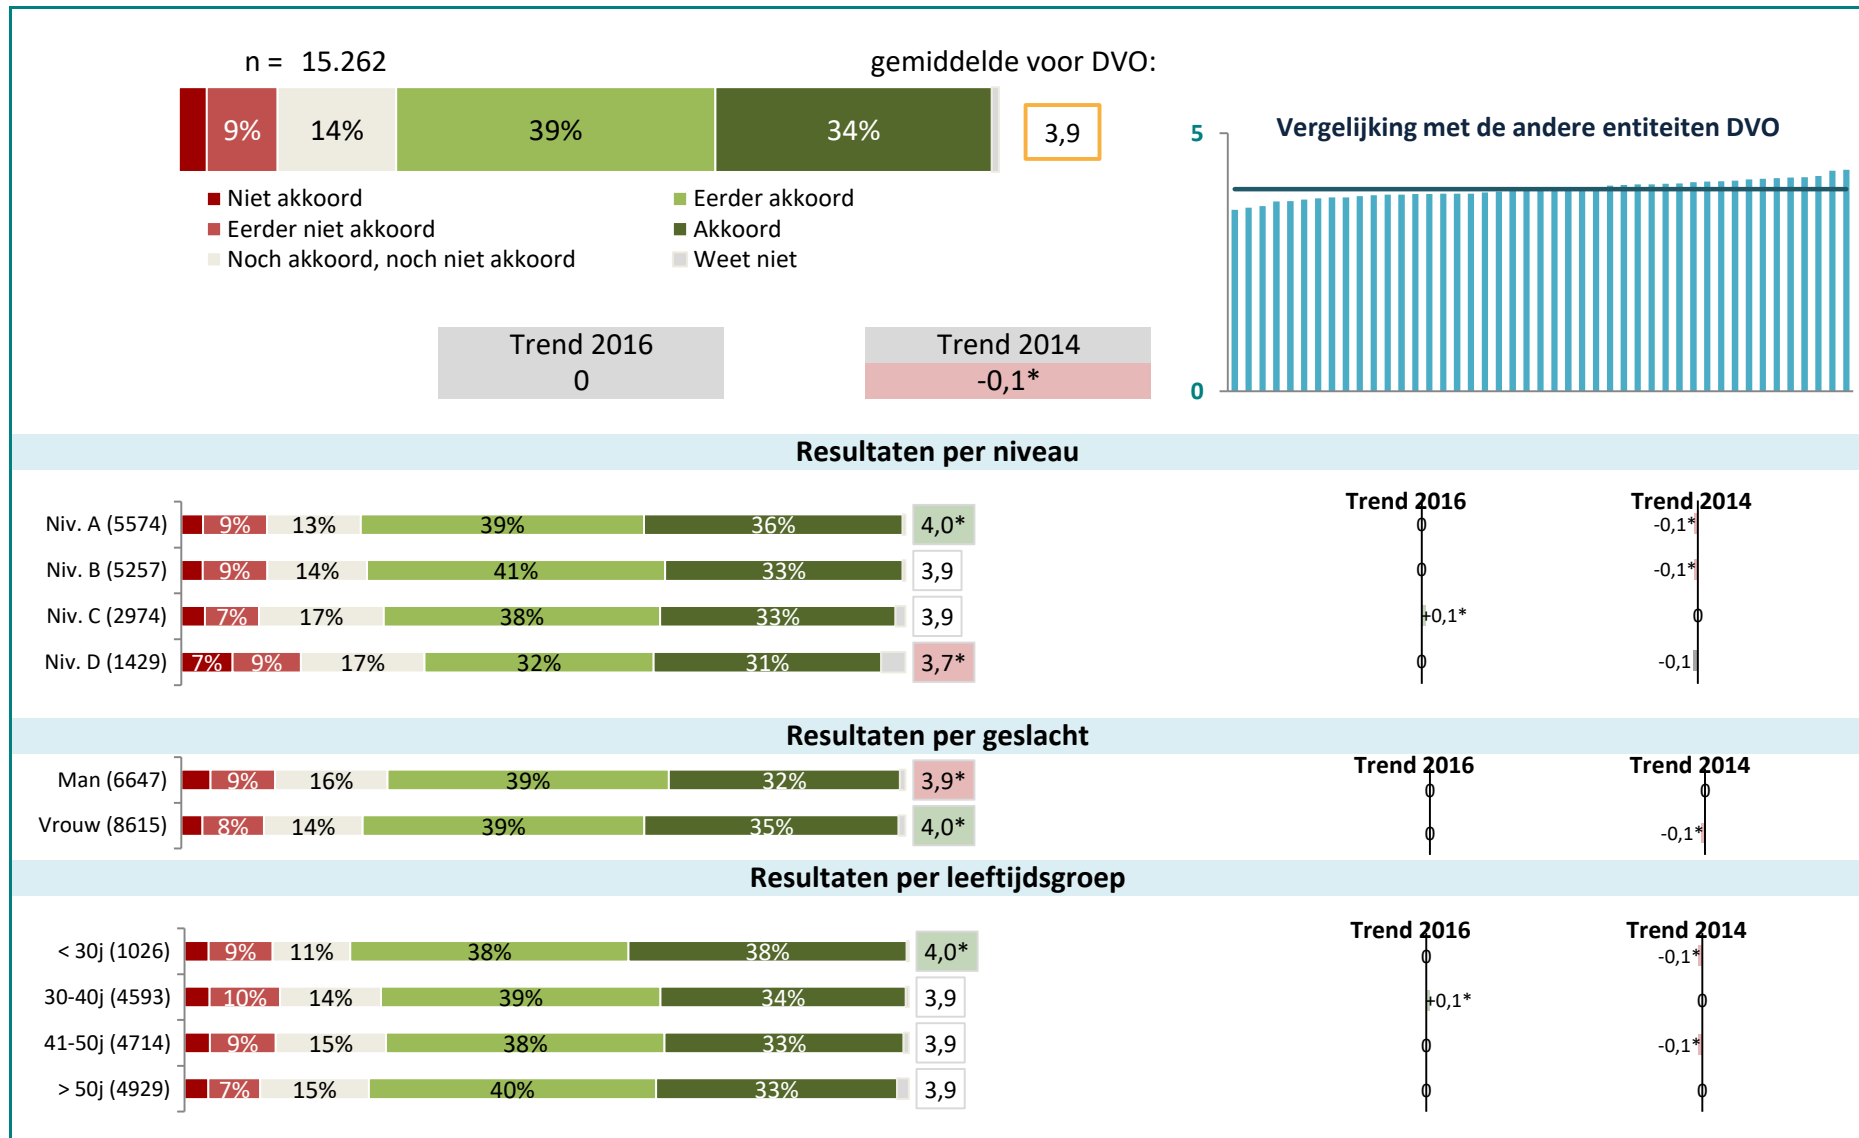 n = 15.262
gemiddelde voor DVO:
9% 14% 39% 34%
3,9
Niet akkoord
Eerder akkoord
Eerder niet akkoord
Akkoord
Noch akkoord, noch niet akkoord
Weet niet
Vergelijking met de andere entiteiten DVO
5
0
Trend 2016
0
Trend 2014
-0,1*
Resultaten per niveau
Trend 2016 Trend 2014
Niv. A (5574) 9% 13% 39% 36% 4,0* 0 -0,1*
Niv. B (5257) 9% 14% 41% 33% 3,9 0 -0,1*
Niv. C (2974) 7% 17% 38% 33% 3,9 +0,1* 0
Niv. D (1429) 7% 9% 17% 32% 31% 3,7* 0 -0,1
Resultaten per geslacht
Trend 2016 Trend 2014
Man (6647) 9% 16% 39% 32% 3,9* 0 0
Vrouw (8615) 8% 14% 39% 35% 4,0* 0 -0,1*
Resultaten per leeftijdsgroep
Trend 2016 Trend 2014
< 30j (1026) 9% 11% 38% 38% 4,0* 0 -0,1*
30-40j (4593) 10% 14% 39% 34% 3,9 +0,1* 0
41-50j (4714) 9% 15% 38% 33% 3,9 0 -0,1*
> 50j (4929) 7% 15% 40% 33% 3,9 0 0